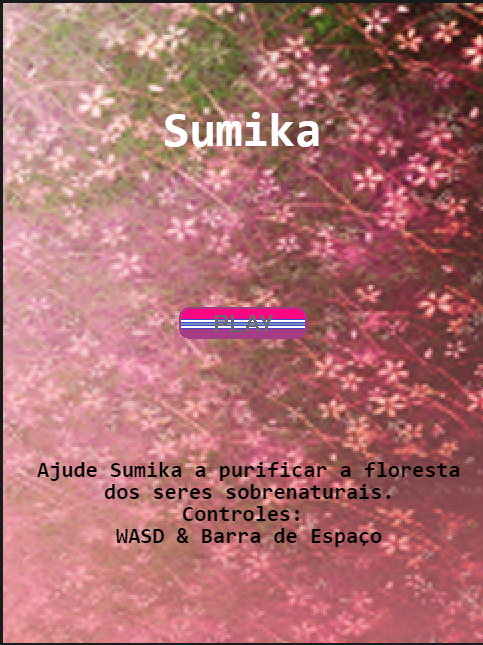 Sumika
PLAY
Ajude Sumika a purificar a floresta
dos seres sobrenaturais.
Controles:
WASD & Barra de Espaço